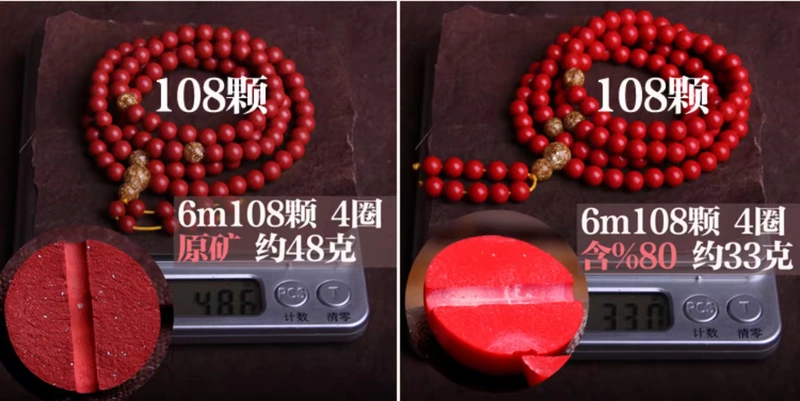 108颗
6m108颗 4圈
原矿 约48克
48.6
PCS
T
计数
清零
108颗
6m108颗 4圈
含%80 约33克
33.0
PCS
T
计数
清零